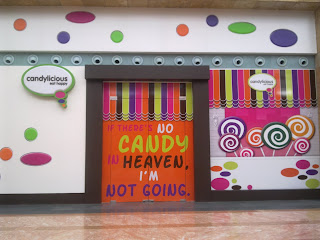 candylicious
eat happy
candylicious
IF THERE'S NO
CANDY
IN HEAVEN,
I'M
NOT GOING.